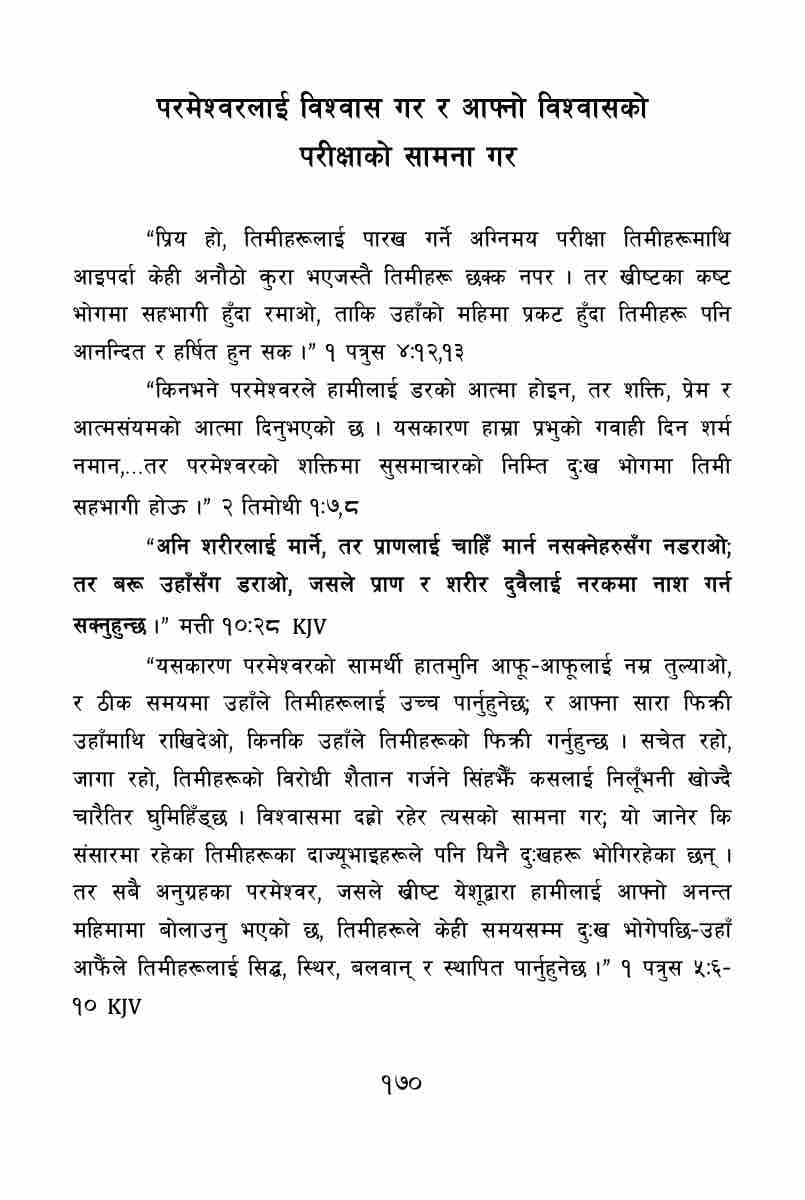 परमेश्वरलाई विश्वास गर र आफ्नो विश्वासको
परीक्षाको सामना गर
“प्रिय हो, तिमीहरूलाई पारख गर्ने अग्निमय परीक्षा तिमीहरूमाथि
आइपर्दा केही अनौठो कुरा भएजस्तै तिमीहरू छक्क नपर । तर ख्रीष्टका कष्ट
भोगमा सहभागी हुँदा रमाओ, ताकि उहाँको महिमा प्रकट हुँदा तिमीहरू पनि
आनन्दित र हर्षित हुन सक ।” १ पत्रुस ४:१२,१३
“किनभने परमेश्वरले हामीलाई डरको आत्मा होइन, तर शक्ति, प्रेम र
आत्मसंयमको आत्मा दिनुभएको छ । यसकारण हाम्रा प्रभुको गवाही दिन शर्म
नमान,...तर परमेश्वरको शक्तिमा सुसमाचारको निम्ति दुःख भोगमा तिमी
सहभागी होऊ ।” २ तिमोथी १:७,८
“अनि शरीरलाई मार्ने, तर प्राणलाई चाहिँ मार्न नसक्नेहरुसँग नडराओ;
तर बरू उहाँसँग डराओ, जसले प्राण र शरीर दुवैलाई नरकमा नाश गर्न
सक्नुहुन्छ ।” मत्ती १०:२८ KJV
“यसकारण परमेश्वरको सामर्थी हातमुनि आफू-आफूलाई नम्र तुल्याओ,
र ठीक समयमा उहाँले तिमीहरूलाई उच्च पार्नुहुनेछ; र आफ्ना सारा फिक्री
उहाँमाथि राखिदेओ, किनकि उहाँले तिमीहरूको फिक्री गर्नुहुन्छ । सचेत रहो,
जागा रहो, तिमीहरूको विरोधी शैतान गर्जने सिंहझैँ कसलाई निलूँभनी खोज्दै
चारैतिर घुमिहिँड्छ । विश्वासमा दह्रो रहेर त्यसको सामना गर; यो जानेर कि
संसारमा रहेका तिमीहरूका दाज्यूभाइहरूले पनि यिनै दुःखहरू भोगिरहेका छन् ।
तर सबै अनुग्रहका परमेश्वर, जसले ख्रीष्ट येशूद्वारा हामीलाई आफ्नो अनन्त
महिमामा बोलाउनु भएको छ, तिमीहरूले केही समयसम्म दुःख भोगेपछि-उहाँ
आफैंले तिमीहरूलाई सिद्ध, स्थिर, बलवान् र स्थापित पार्नुहुनेछ ।” १ पत्रुस ५:६-
१० KJV
१७०